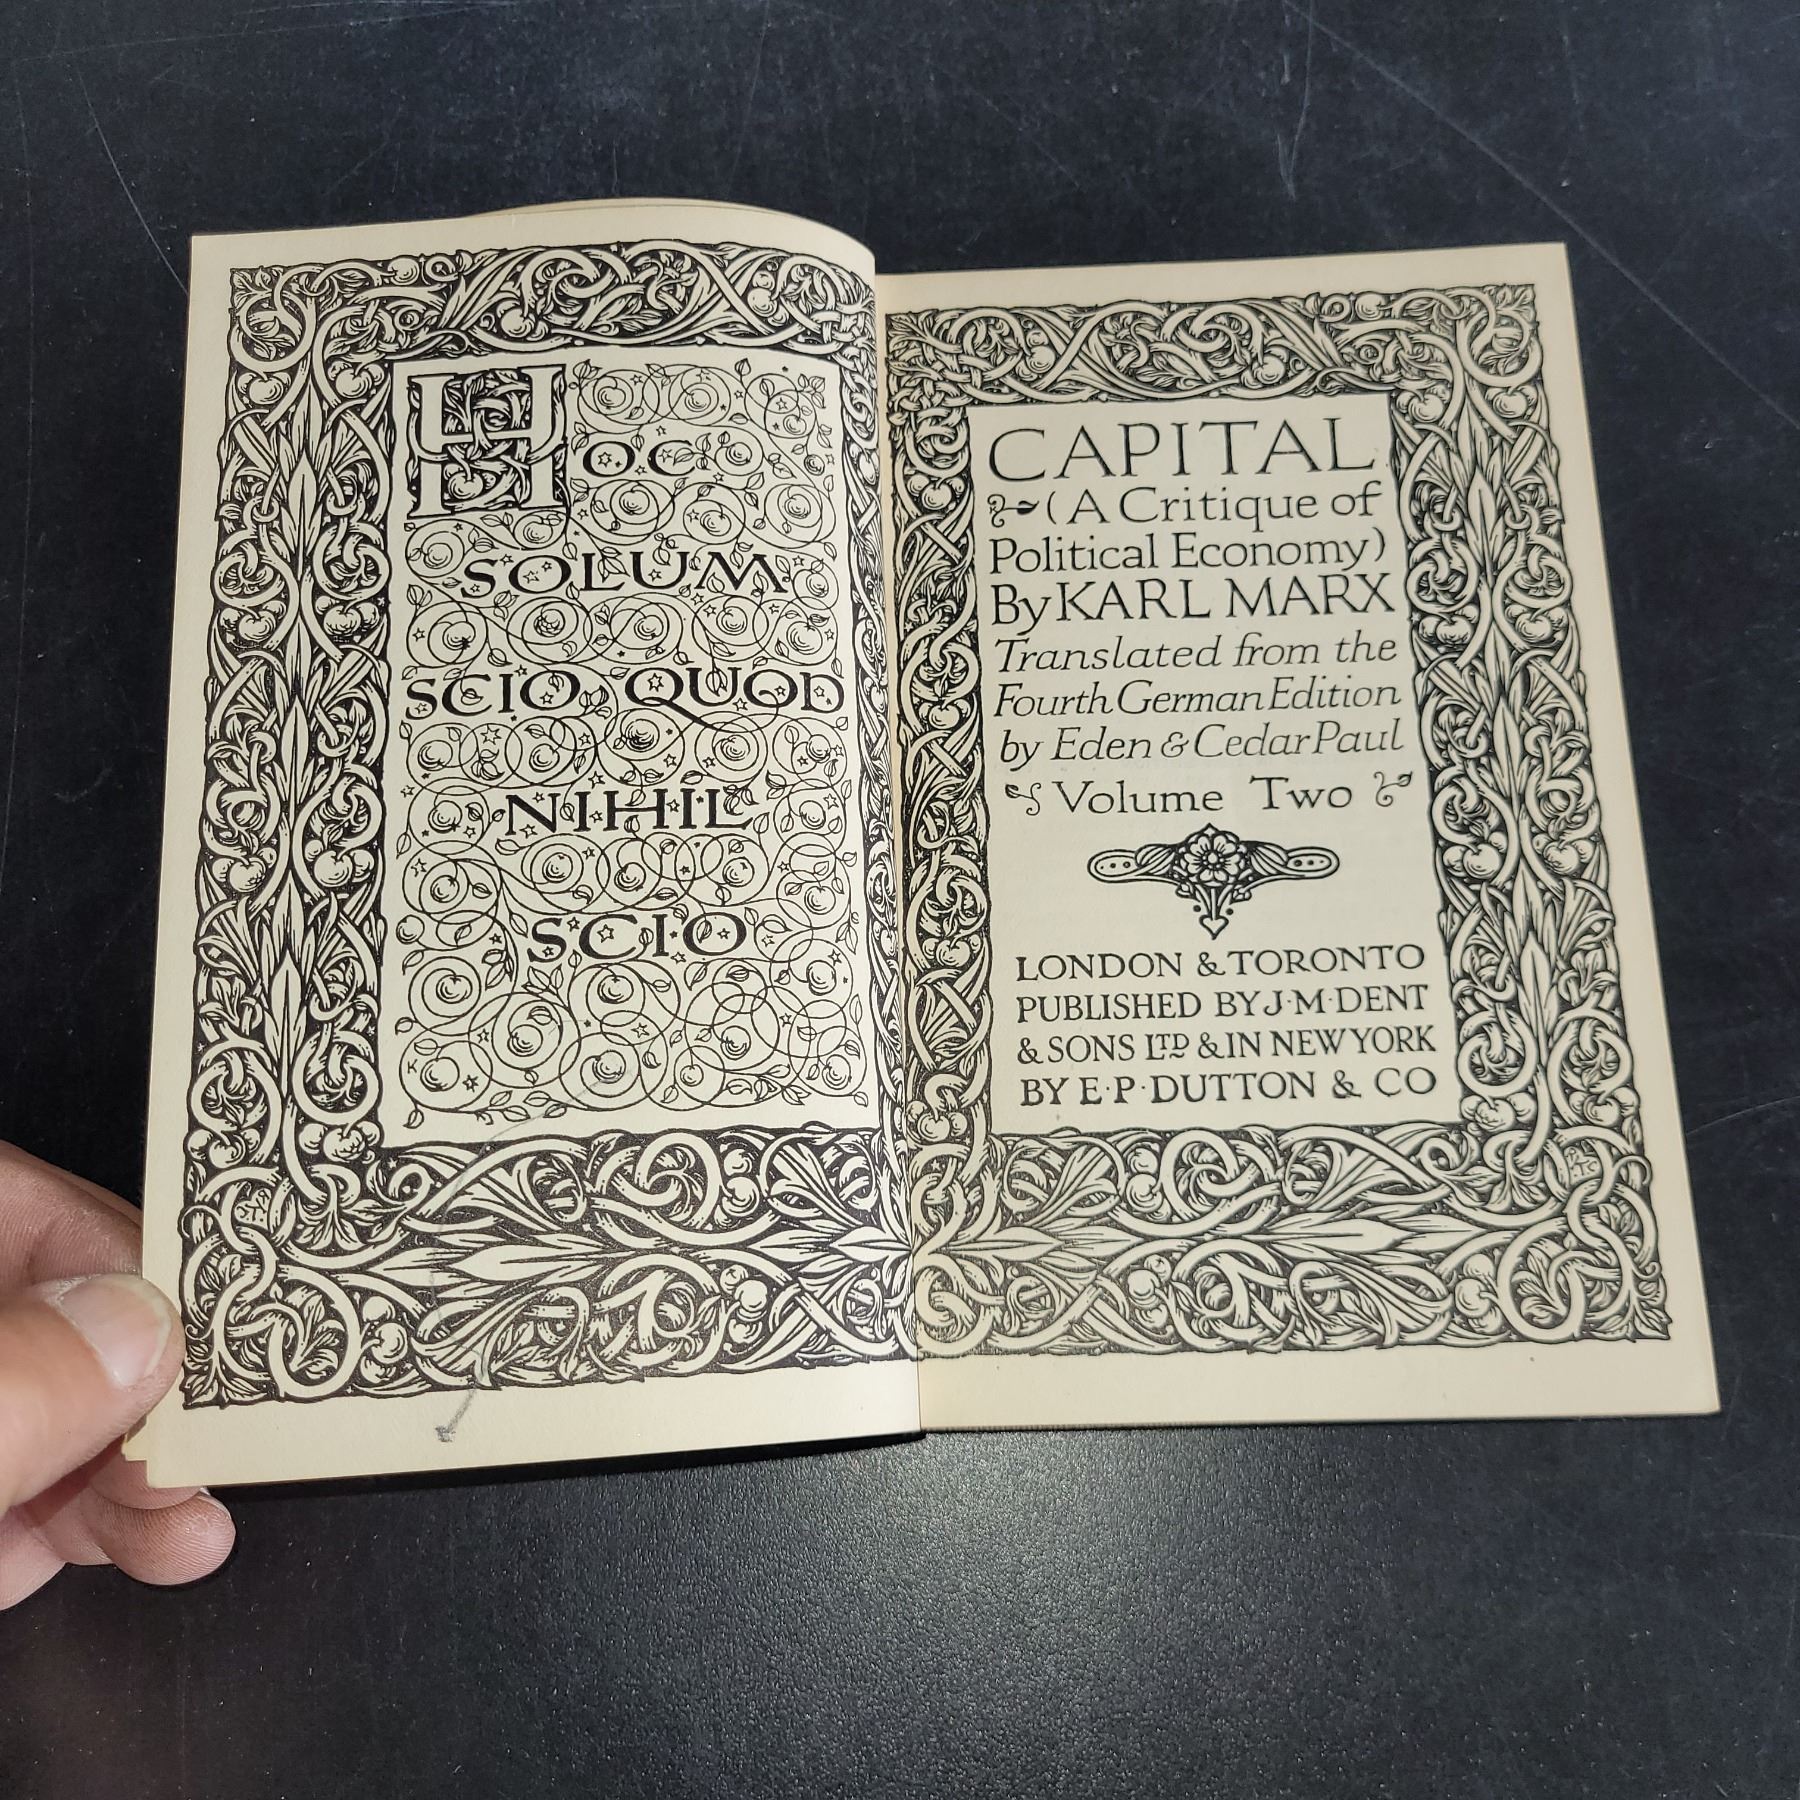 HOC
SOLUM
SCIO QUOD
NIHIL
SCIO
CAPITAL
(A Critique of
Political Economy)
By KARL MARX
Translated from the
Fourth German Edition
by Eden & Cedar Paul
Volume Two
LONDON & TORONTO
PUBLISHED BY J·M·DENT
& SONS LTD & IN NEW YORK
BY E·P·DUTTON & CO